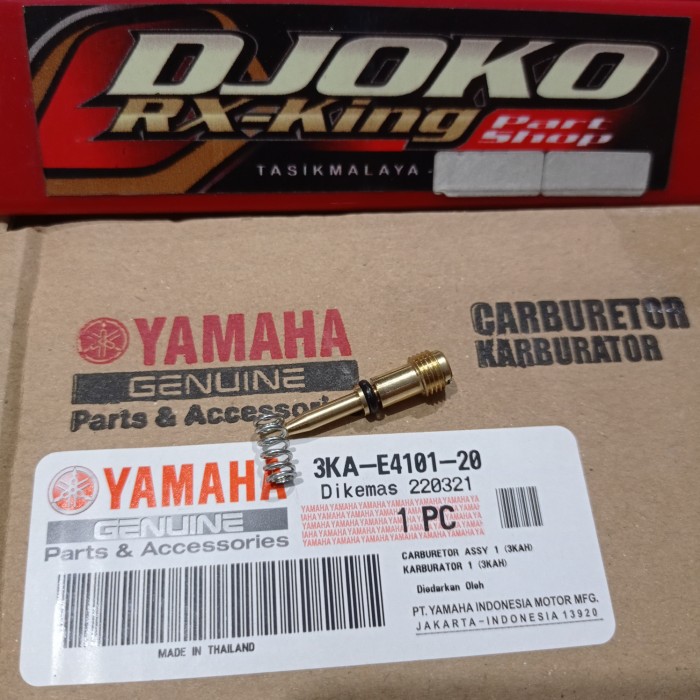 DJOKO
RX-King Part Shop
TASIKMALAYA -
YAMAHA
GENUINE
Parts & Accessories
CARBURETOR
KARBURATOR
YAMAHA
GENUINE
Parts & Accessories
3KA-E4101-20
Dikemas 220321
1 PC
CARBURETOR ASSY 1 (3KAH)
KARBURATOR 1 (3KAH)
Diedarkan Oleh
PT. YAMAHA INDONESIA MOTOR MFG.
JAKARTA-INDONESIA 13920
MADE IN THAILAND